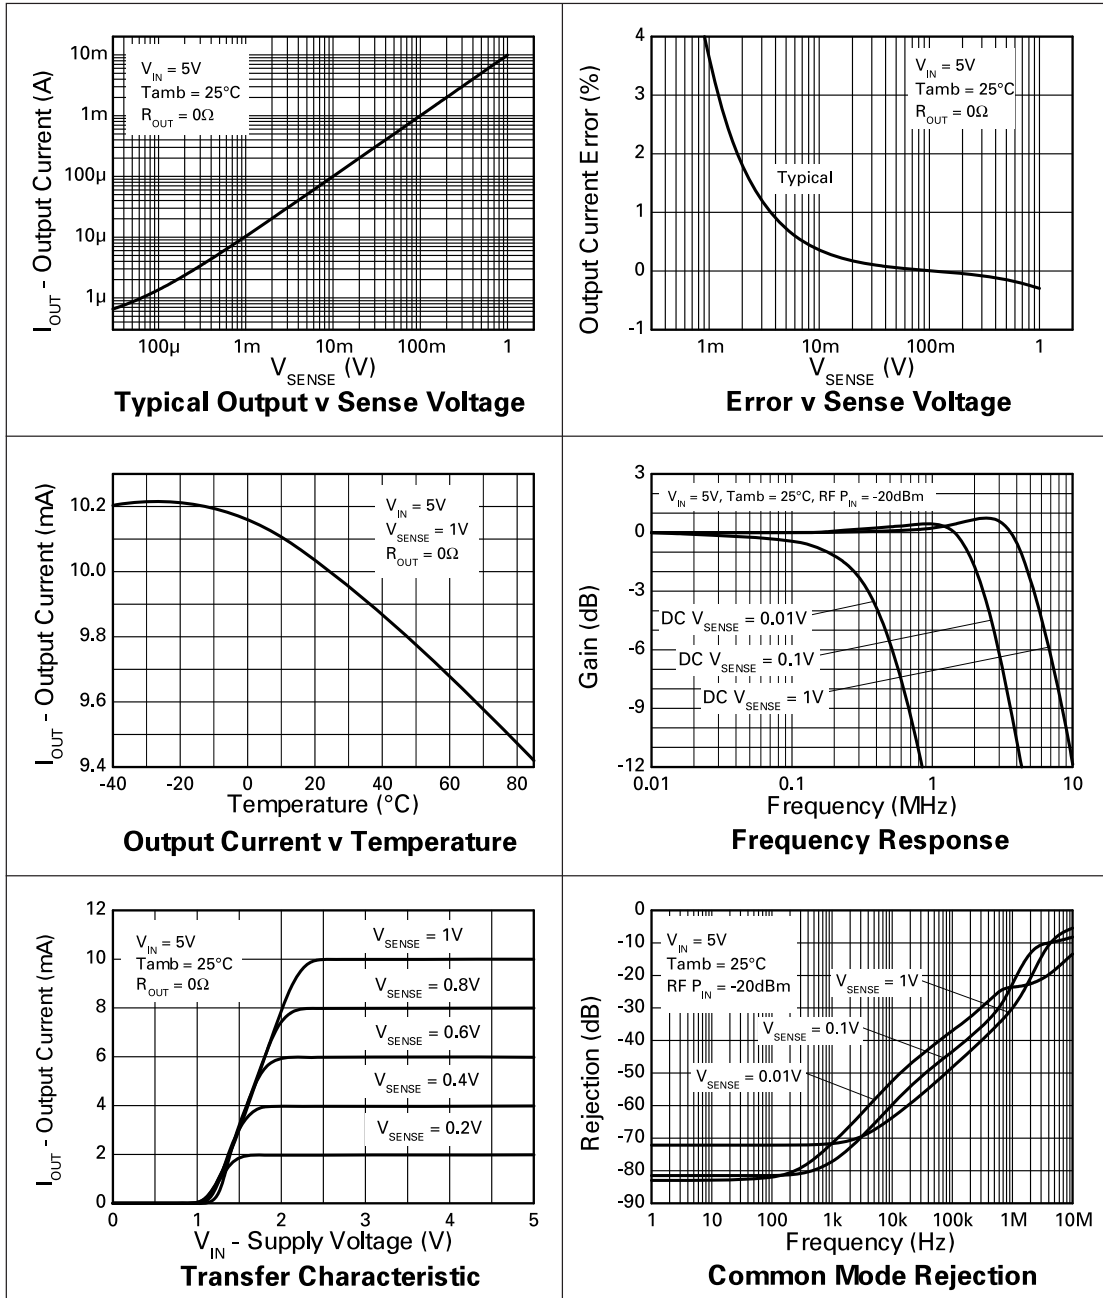 10m
1m
100µ
10µ
1µ
I_OUT - Output Current (A)
V_IN = 5V
Tamb = 25°C
R_OUT = 0Ω
100µ 1m 10m 100m 1
V_SENSE (V)
Typical Output v Sense Voltage
4
3
2
1
0
-1
Output Current Error (%)
V_IN = 5V
Tamb = 25°C
R_OUT = 0Ω
Typical
1m 10m 100m 1
V_SENSE (V)
Error v Sense Voltage
10.2
10.0
9.8
9.6
9.4
I_OUT - Output Current (mA)
V_IN = 5V
V_SENSE = 1V
R_OUT = 0Ω
-40 -20 0 20 40 60 80
Temperature (°C)
Output Current v Temperature
3
0
-3
-6
-9
-12
Gain (dB)
V_IN = 5V, Tamb = 25°C, RF P_IN = -20dBm
DC V_SENSE = 0.01V
DC V_SENSE = 0.1V
DC V_SENSE = 1V
0.01 0.1 1 10
Frequency (MHz)
Frequency Response
12
10
8
6
4
2
0
I_OUT - Output Current (mA)
V_IN = 5V
Tamb = 25°C
R_OUT = 0Ω
V_SENSE = 1V
V_SENSE = 0.8V
V_SENSE = 0.6V
V_SENSE = 0.4V
V_SENSE = 0.2V
0 1 2 3 4 5
V_IN - Supply Voltage (V)
Transfer Characteristic
0
-10
-20
-30
-40
-50
-60
-70
-80
-90
Rejection (dB)
V_IN = 5V
Tamb = 25°C
RF P_IN = -20dBm
V_SENSE = 1V
V_SENSE = 0.1V
V_SENSE = 0.01V
1 10 100 1k 10k 100k 1M 10M
Frequency (Hz)
Common Mode Rejection